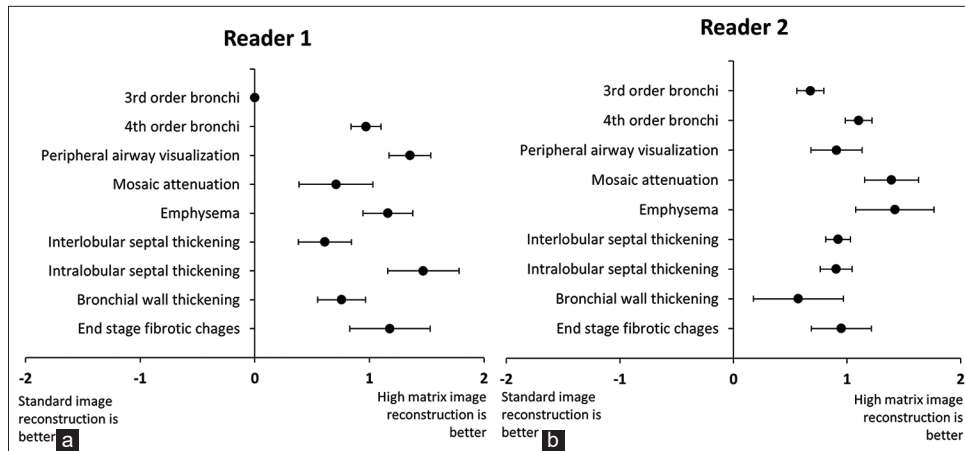 Reader 1
3rd order bronchi
4th order bronchi
Peripheral airway visualization
Mosaic attenuation
Emphysema
Interlobular septal thickening
Intralobular septal thickening
Bronchial wall thickening
End stage fibrotic chages
-2 -1 0 1 2
Standard image
reconstruction is
better
High matrix image
reconstruction is
better
a
Reader 2
3rd order bronchi
4th order bronchi
Peripheral airway visualization
Mosaic attenuation
Emphysema
Interlobular septal thickening
Intralobular septal thickening
Bronchial wall thickening
End stage fibrotic chages
-2 -1 0 1 2
Standard image
reconstruction is
better
High matrix image
reconstruction is
better
b